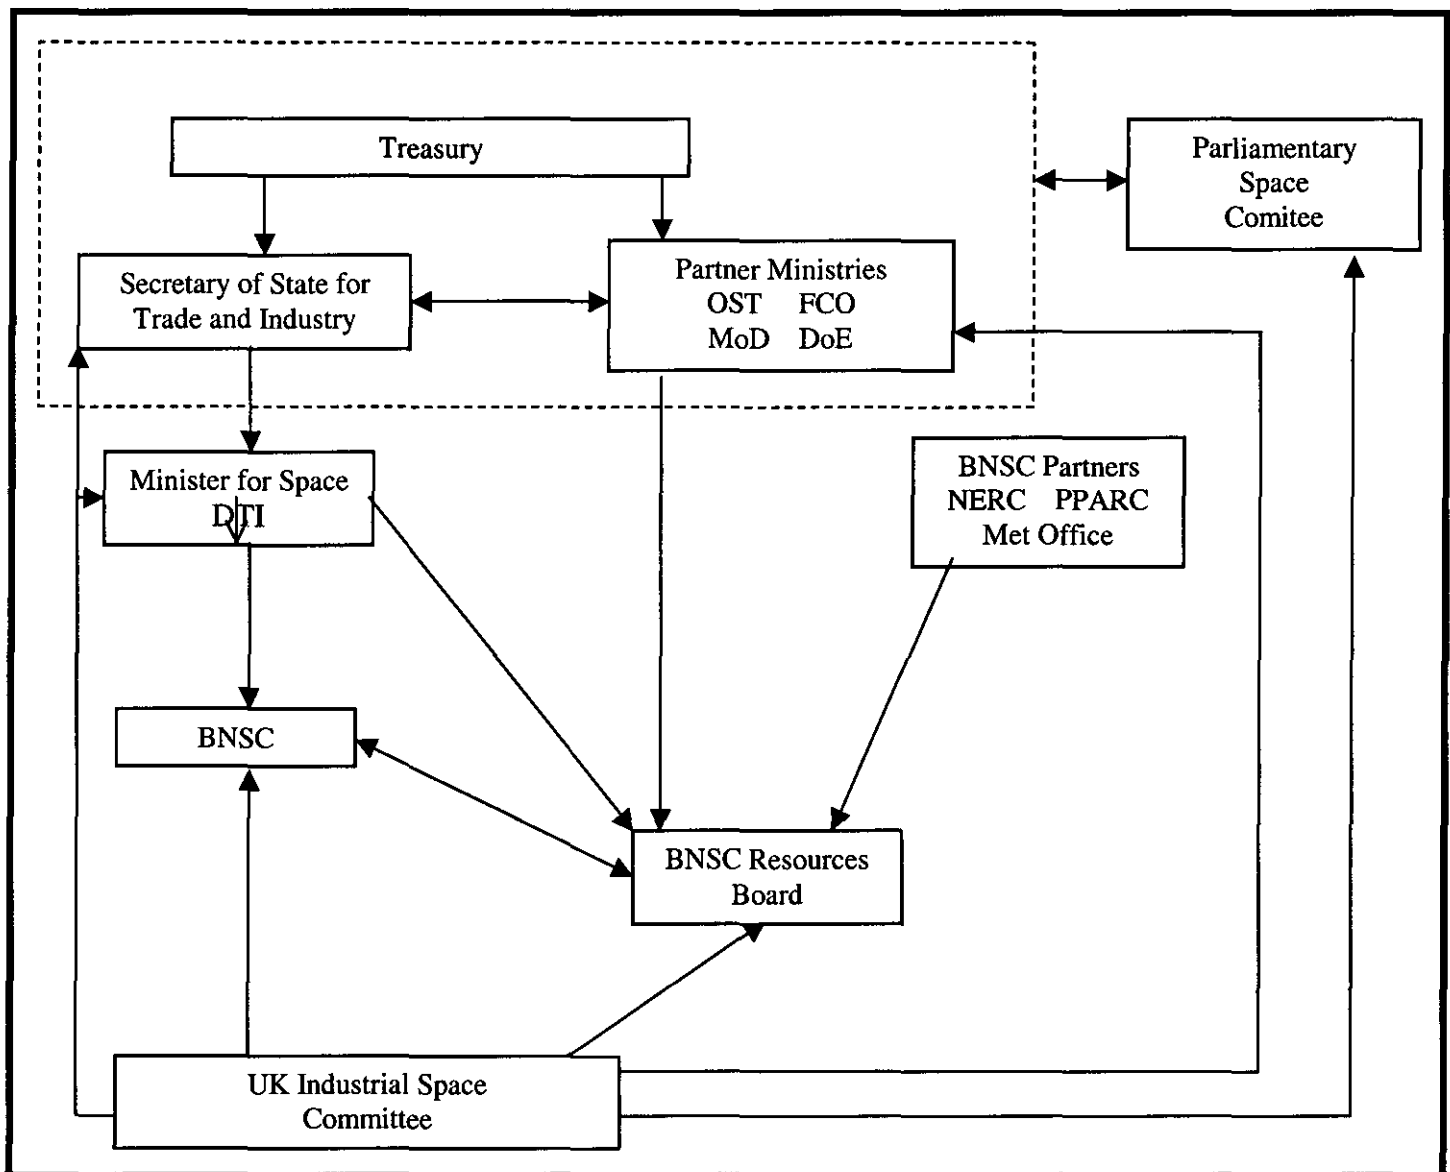 Treasury
Parliamentary
Space
Comitee
Secretary of State for
Trade and Industry
Partner Ministries
OST FCO
MoD DoE
Minister for Space
DTI
BNSC Partners
NERC PPARC
Met Office
BNSC
BNSC Resources
Board
UK Industrial Space
Committee